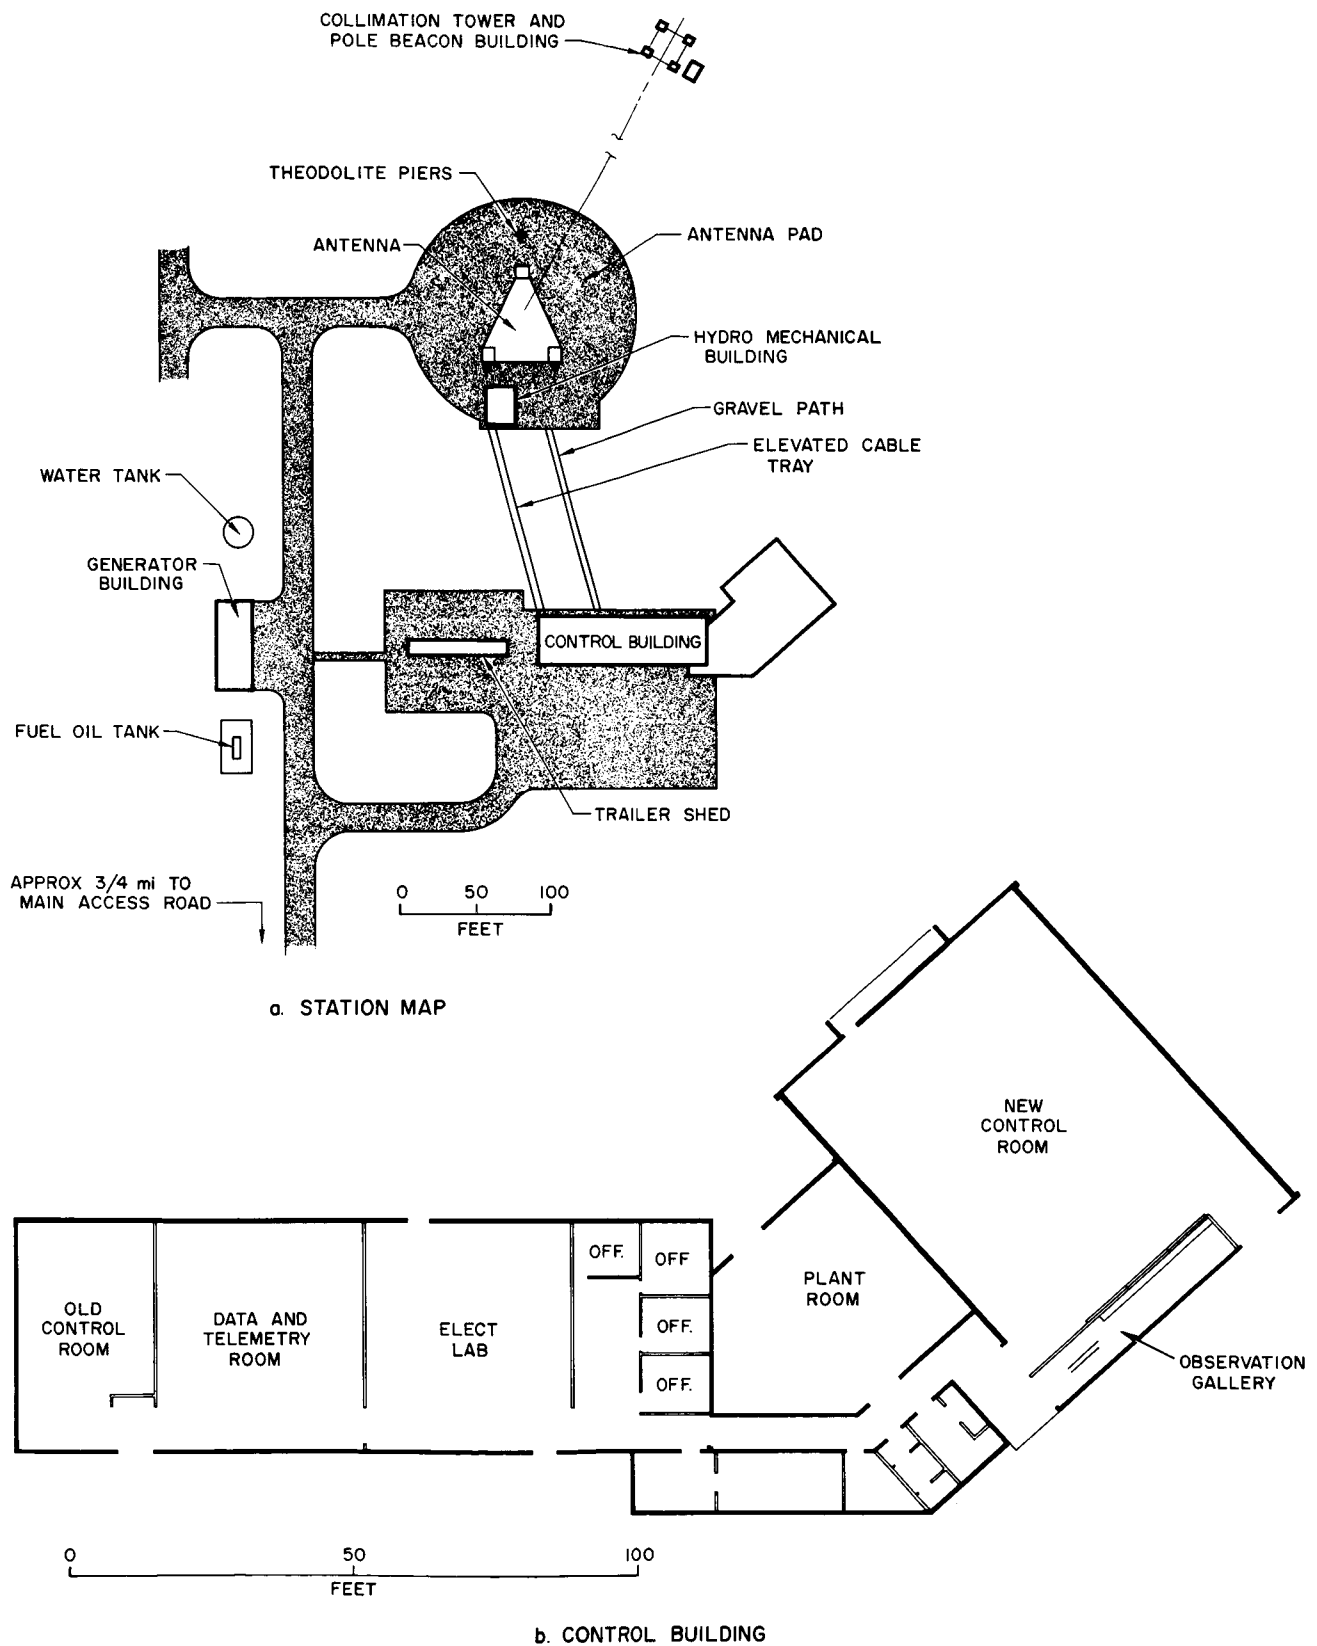 COLLIMATION TOWER AND
POLE BEACON BUILDING
THEODOLITE PIERS
ANTENNA
ANTENNA PAD
HYDRO MECHANICAL
BUILDING
GRAVEL PATH
ELEVATED CABLE
TRAY
WATER TANK
GENERATOR
BUILDING
CONTROL BUILDING
FUEL OIL TANK
TRAILER SHED
APPROX 3/4 mi TO
MAIN ACCESS ROAD
0 50 100
FEET
a. STATION MAP
NEW
CONTROL
ROOM
OFF.
OFF
PLANT
ROOM
OLD
CONTROL
ROOM
DATA AND
TELEMETRY
ROOM
ELECT
LAB
OFF.
OFF.
OBSERVATION
GALLERY
0 50 100
FEET
b. CONTROL BUILDING